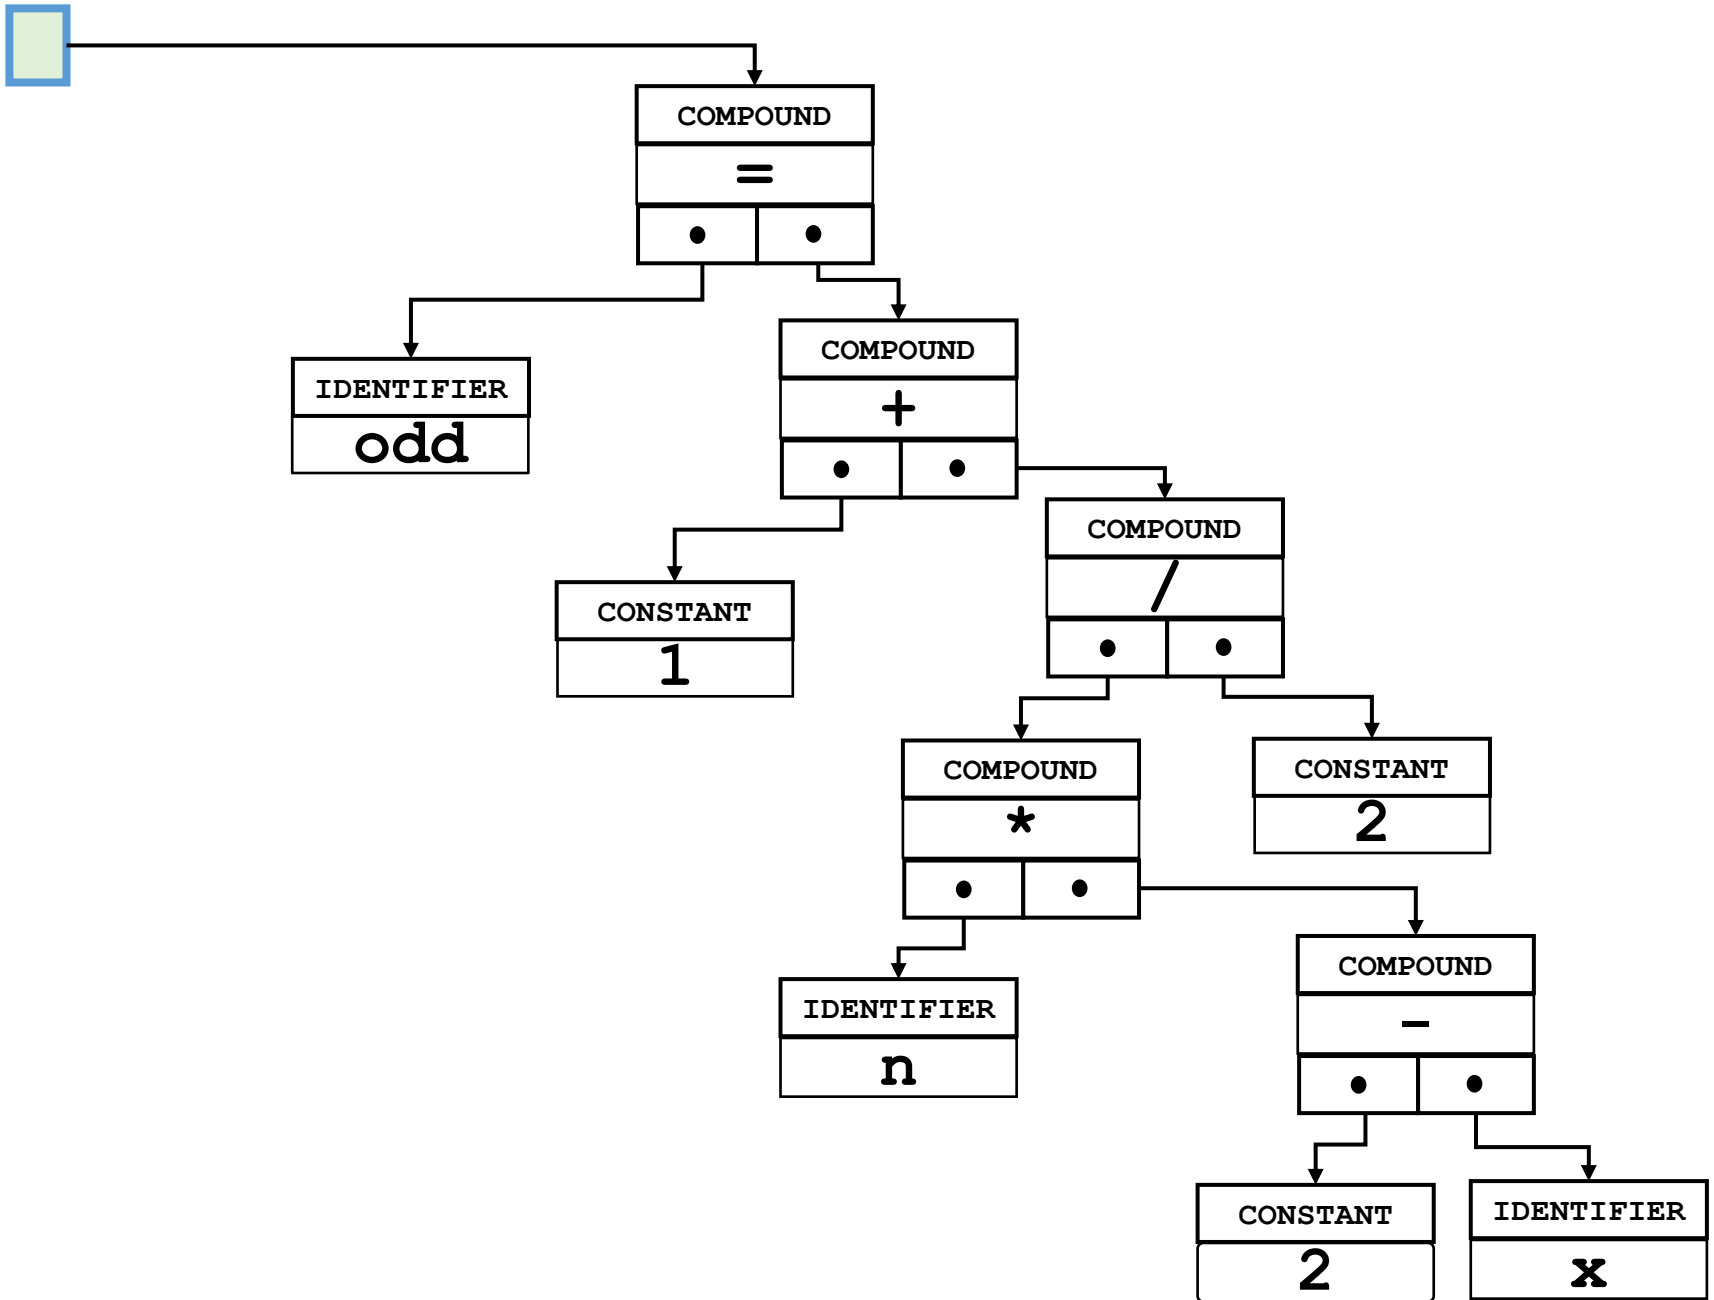 COMPOUND
=
IDENTIFIER
odd
COMPOUND
+
CONSTANT
1
COMPOUND
/
COMPOUND
*
CONSTANT
2
IDENTIFIER
n
COMPOUND
-
CONSTANT
2
IDENTIFIER
x